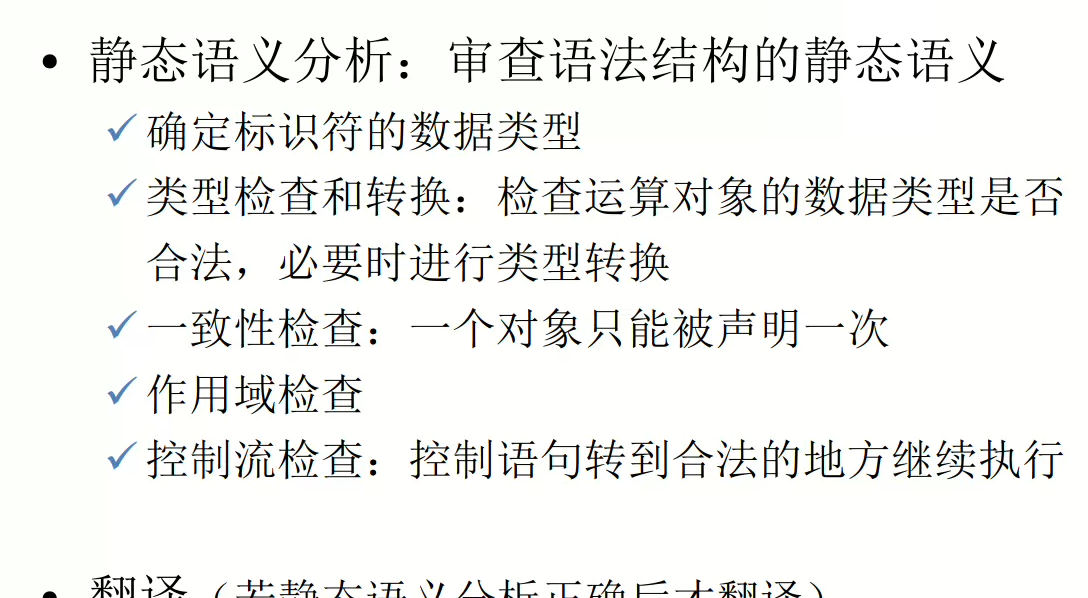 • 静态语义分析：审查语法结构的静态语义
✓ 确定标识符的数据类型
✓ 类型检查和转换：检查运算对象的数据类型是否
合法，必要时进行类型转换
✓ 一致性检查：一个对象只能被声明一次
✓ 作用域检查
✓ 控制流检查：控制语句转到合法的地方继续执行
• 翻译（若静态语义分析正确后才翻译）